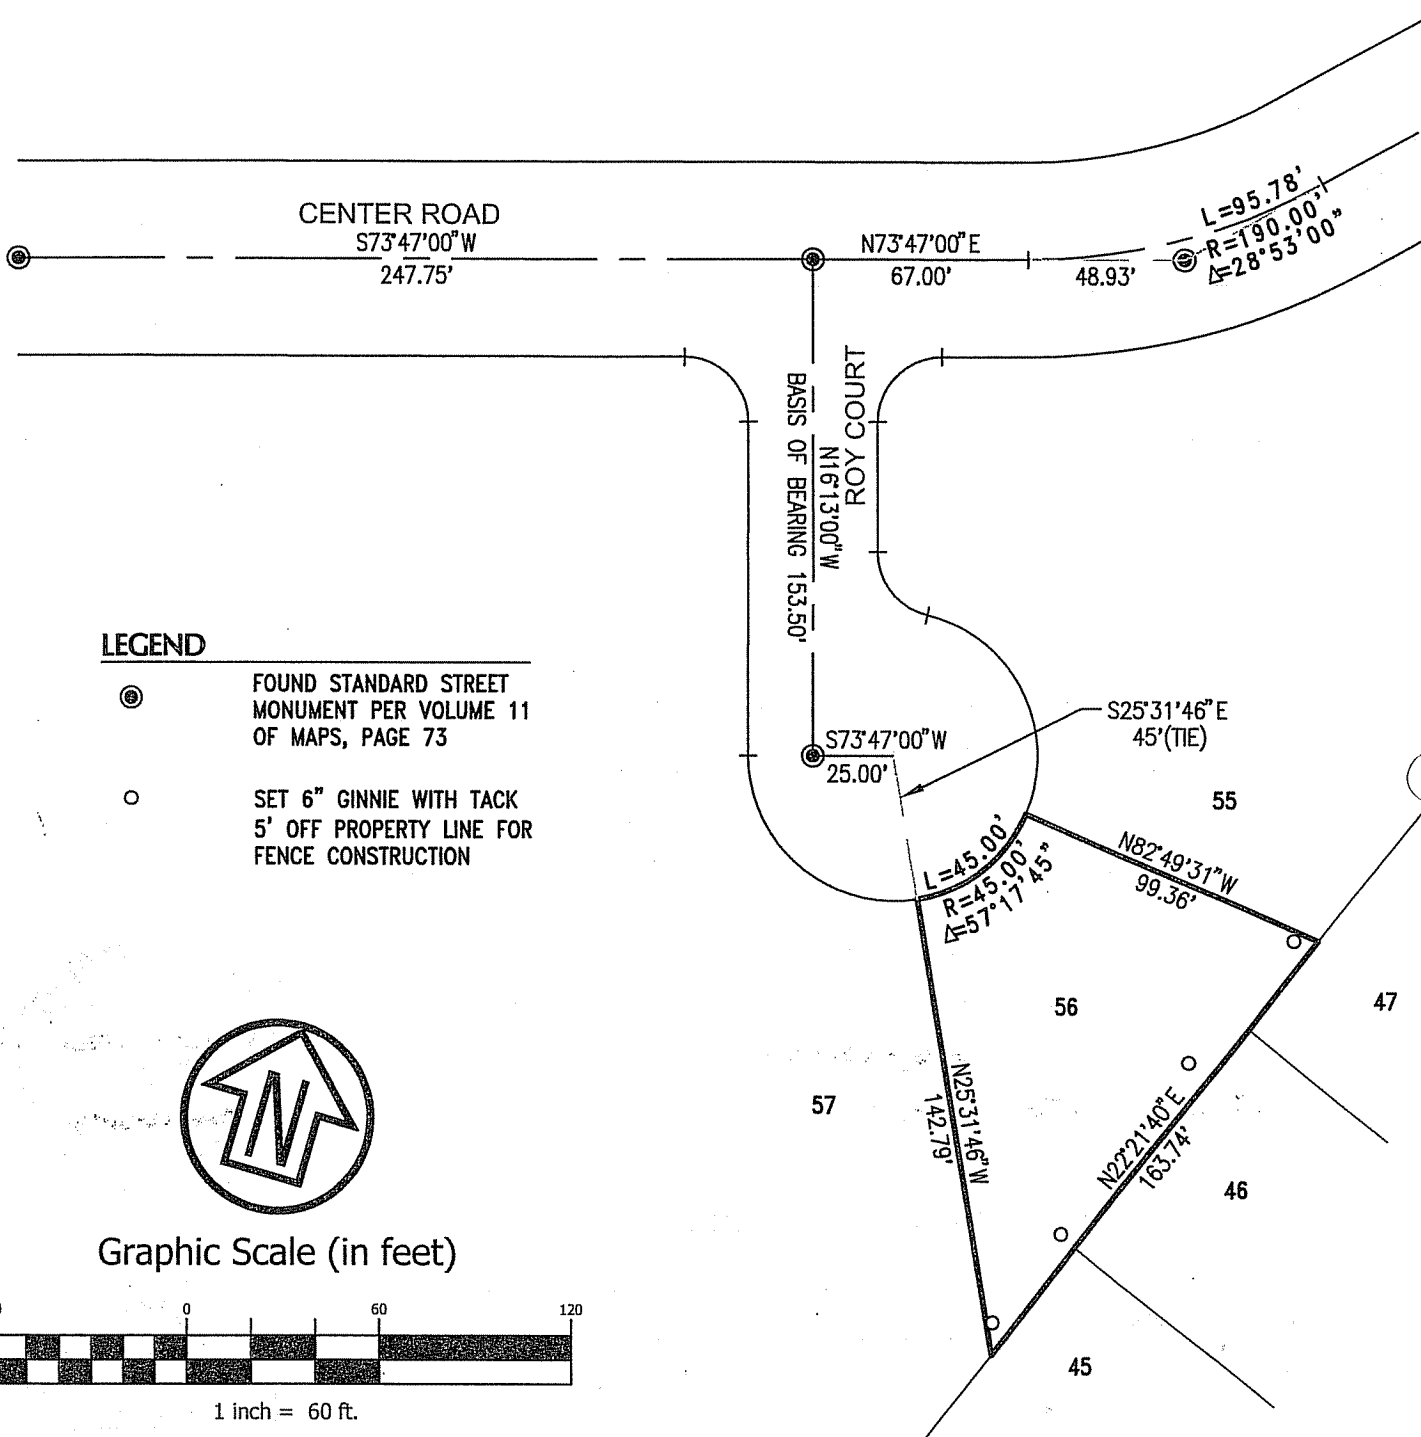 CENTER ROAD
S73°47'00"W
247.75'
N73°47'00"E
67.00'
48.93'
L=95.78'
R=190.00'
Δ=28°53'00"
ROY COURT
N16°13'00"W
BASIS OF BEARING 153.50'
LEGEND
FOUND STANDARD STREET
MONUMENT PER VOLUME 11
OF MAPS, PAGE 73
SET 6" GINNIE WITH TACK
5' OFF PROPERTY LINE FOR
FENCE CONSTRUCTION
S73°47'00"W
25.00'
S25°31'46"E
45'(TIE)
55
L=45.00'
R=45.00'
Δ=57°17'45"
N82°49'31"W
99.36'
56
47
57
N25°31'46"W
142.79'
N22°21'40"E
163.74'
46
45
N
Graphic Scale (in feet)
0
60
120
1 inch = 60 ft.